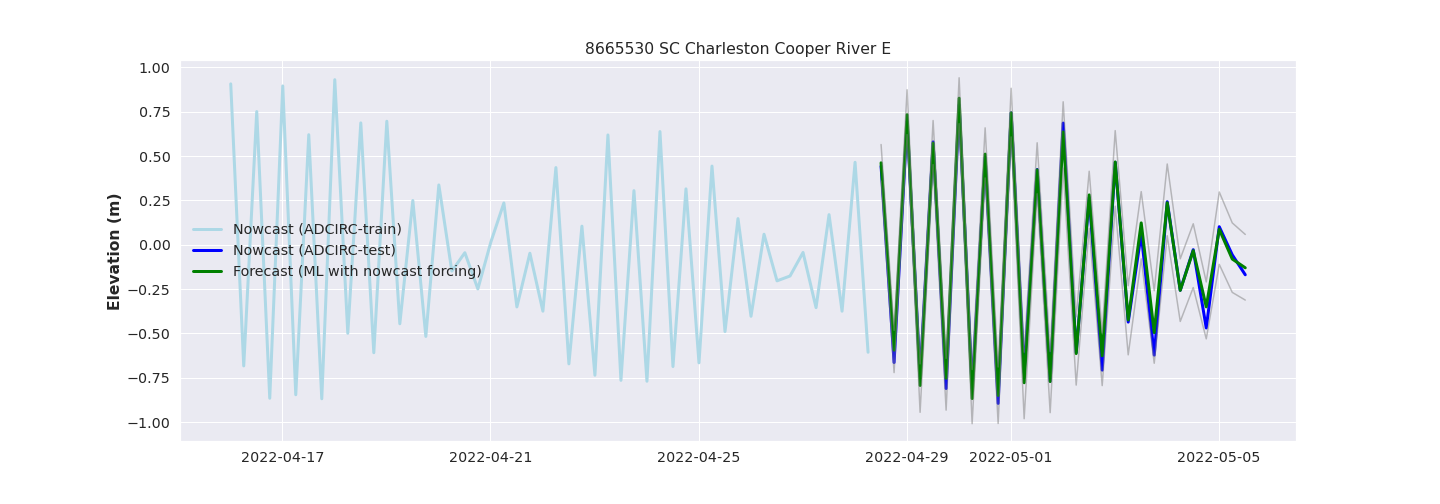 8665530 SC Charleston Cooper River E
1.00
0.75
0.50
0.25
0.00
−0.25
−0.50
−0.75
−1.00
Elevation (m)
Nowcast (ADCIRC-train)
Nowcast (ADCIRC-test)
Forecast (ML with nowcast forcing)
2022-04-17 2022-04-21 2022-04-25 2022-04-29 2022-05-01 2022-05-05